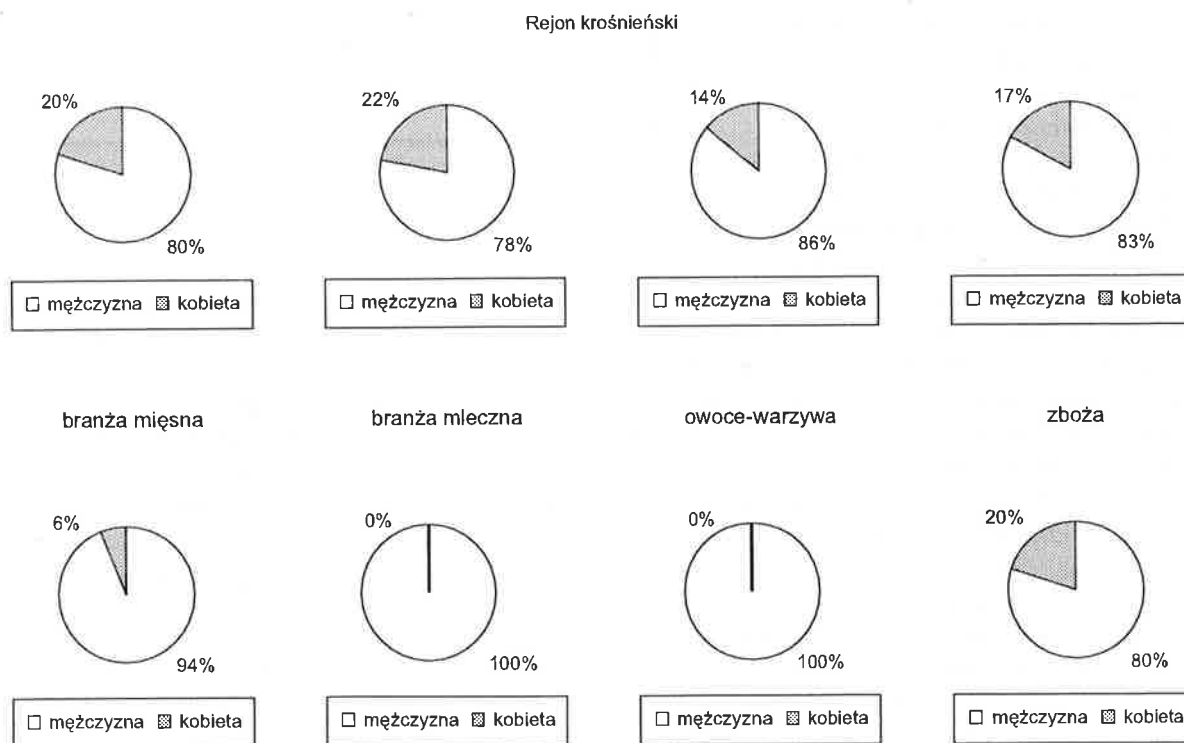 Rejon krośnieński
20% 22% 14% 17%
80% 78% 86% 83%
mężczyzna kobieta mężczyzna kobieta mężczyzna kobieta mężczyzna kobieta
branża mięsna branża mleczna owoce-warzywa zboża
6% 0% 0% 20%
94% 100% 100% 80%
mężczyzna kobieta mężczyzna kobieta mężczyzna kobieta mężczyzna kobieta